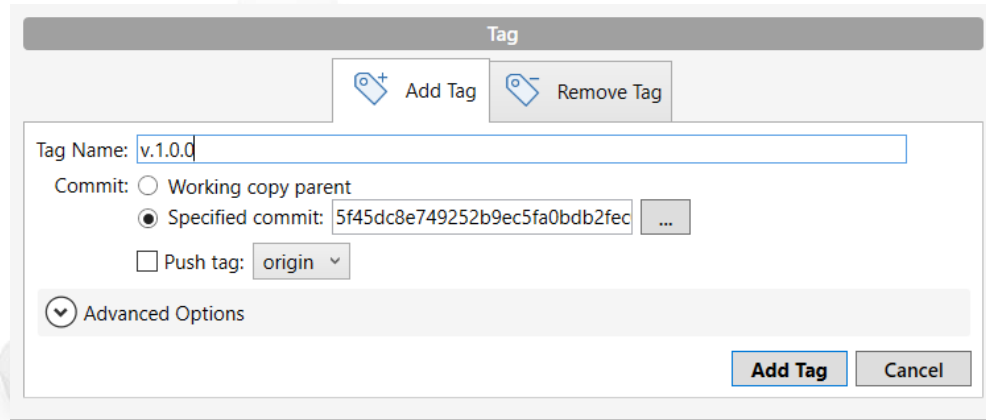 Tag
Add Tag Remove Tag
Tag Name: v.1.0.0
Commit: Working copy parent
Specified commit: 5f45dc8e749252b9ec5fa0bdb2fec ...
Push tag: origin
Advanced Options
Add Tag Cancel